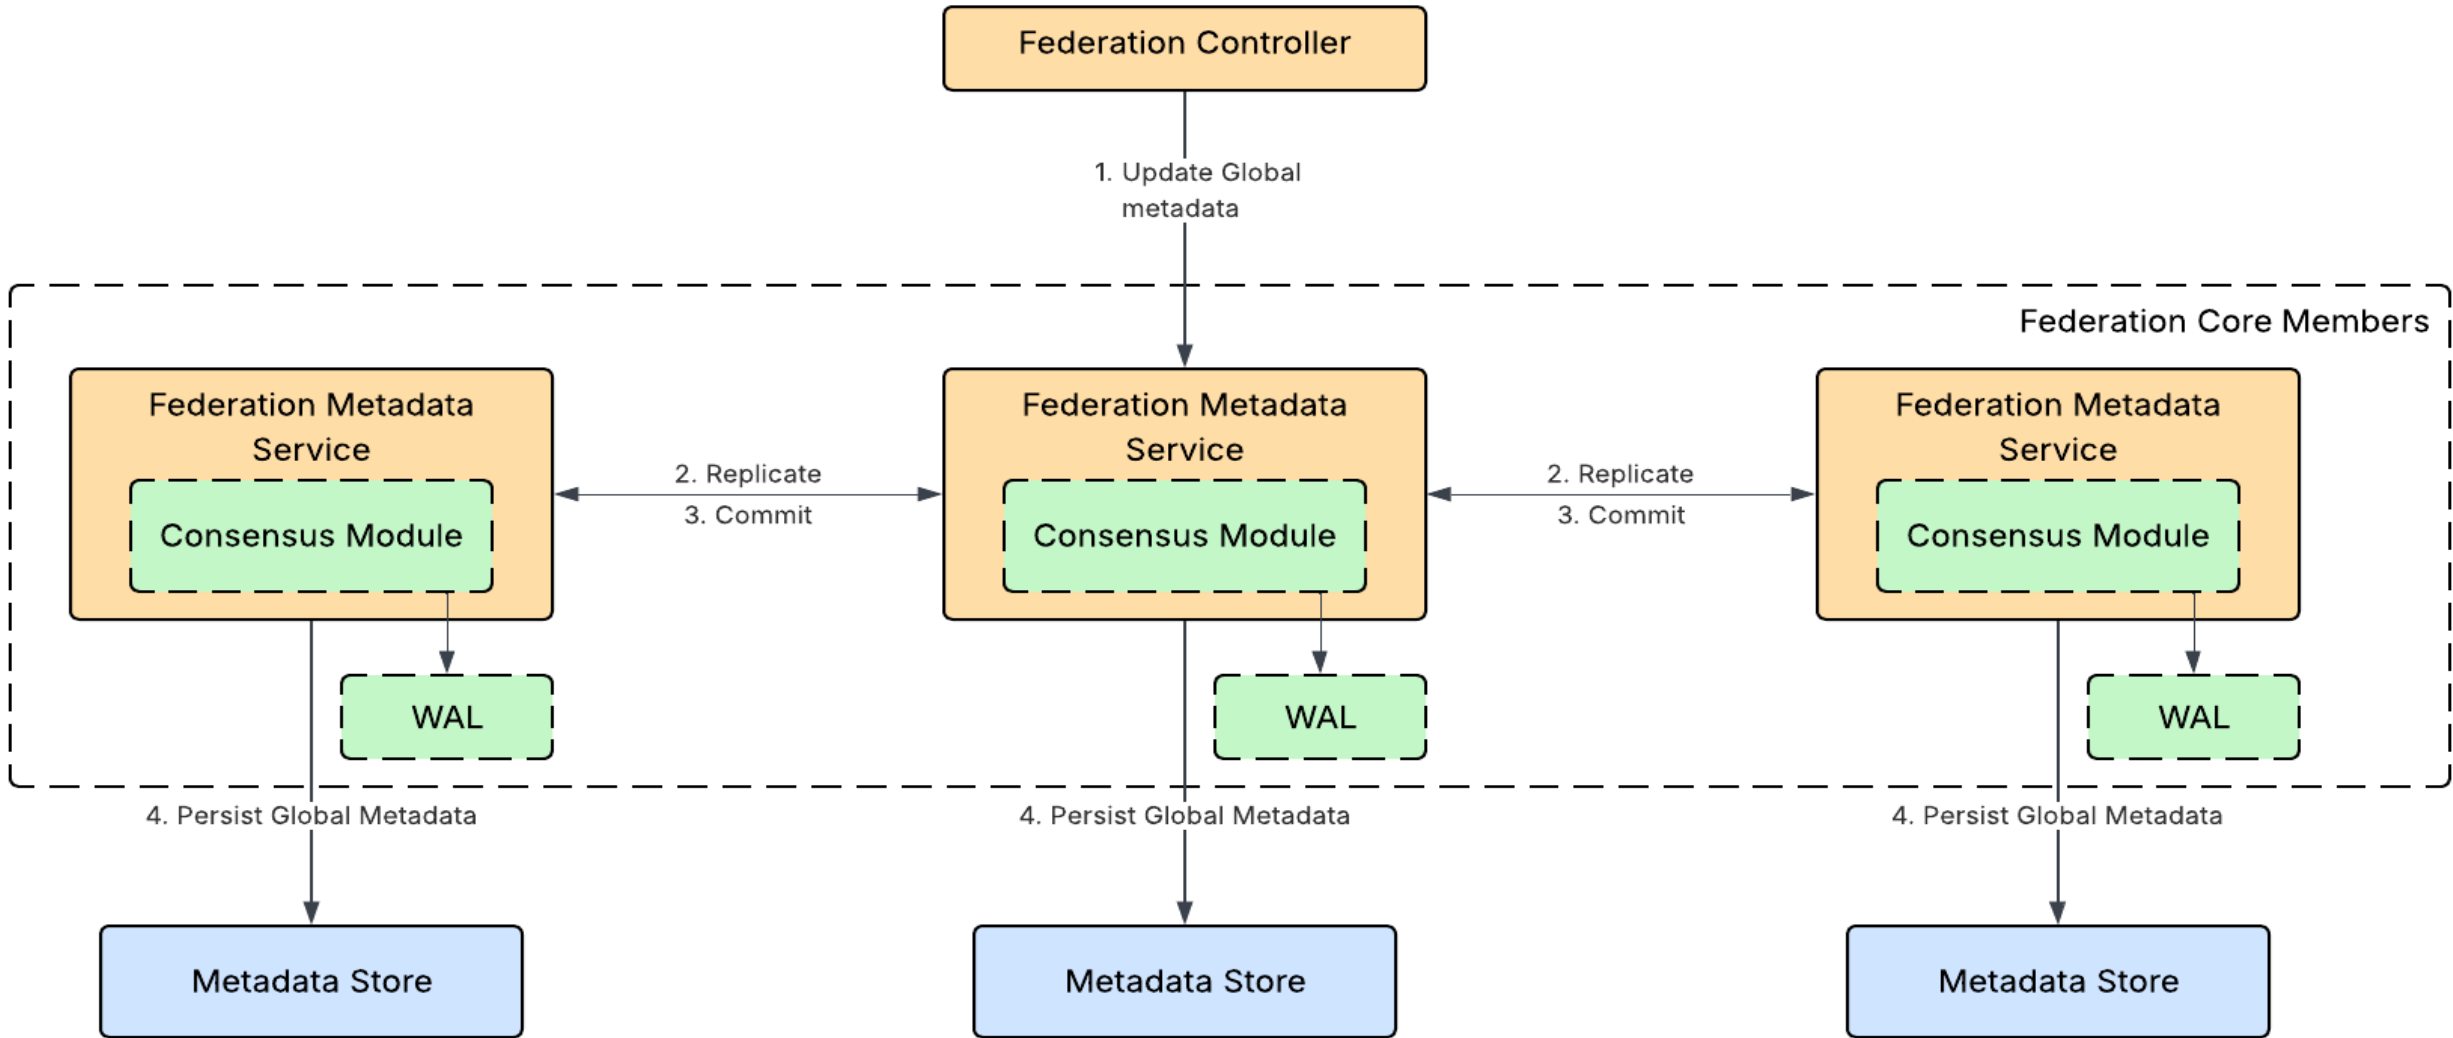 Federation Controller
1. Update Global
metadata
Federation Core Members
Federation Metadata
Service
Consensus Module
WAL
2. Replicate
3. Commit
Federation Metadata
Service
Consensus Module
WAL
2. Replicate
3. Commit
Federation Metadata
Service
Consensus Module
WAL
4. Persist Global Metadata
4. Persist Global Metadata
4. Persist Global Metadata
Metadata Store
Metadata Store
Metadata Store